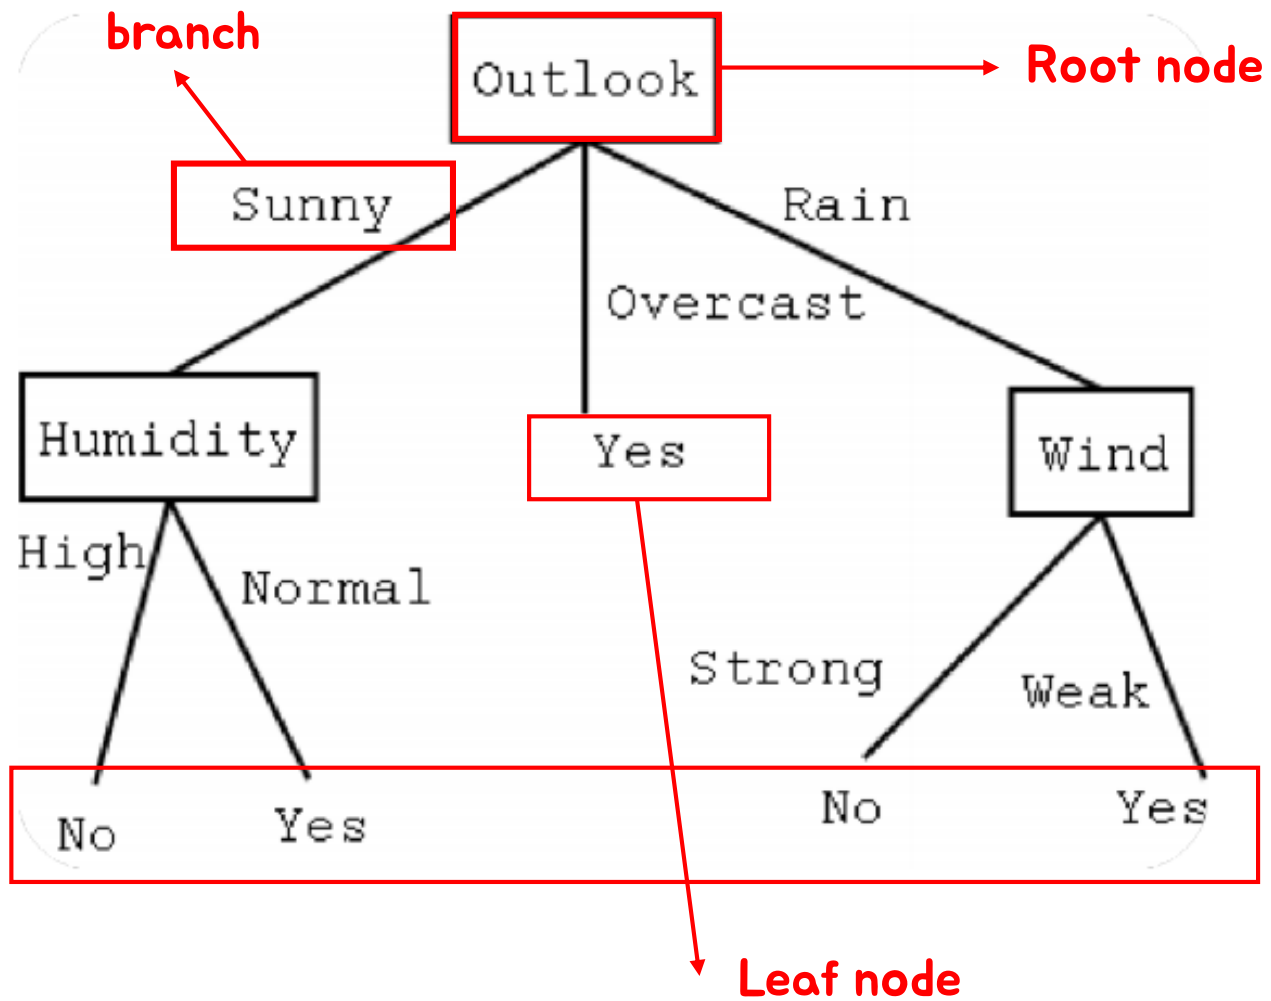 branch
Root node
Outlook
Sunny
Rain
Overcast
Humidity
Yes
Wind
High
Normal
Strong
Weak
No
Yes
No
Yes
Leaf node